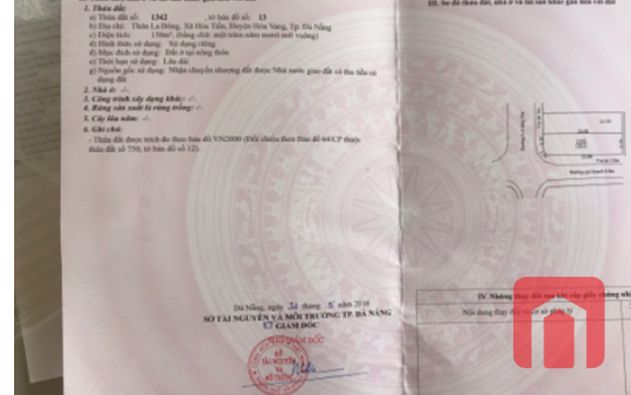 1. Thửa đất:
a) Thửa đất số: 1342 , tờ bản đồ số: 13
b) Địa chỉ: Thôn La Bông, Xã Hòa Tiến, Huyện Hòa Vang, Tp. Đà Nẵng
c) Diện tích: 150m², (bằng chữ: một trăm năm mươi mét vuông)
d) Hình thức sử dụng: Sử dụng riêng
đ) Mục đích sử dụng: Đất ở tại nông thôn
e) Thời hạn sử dụng: Lâu dài
g) Nguồn gốc sử dụng: Nhận chuyển nhượng đất được Nhà nước giao đất có thu tiền sử
dụng đất
2. Nhà ở: -/-
3. Công trình xây dựng khác: -/-
4. Rừng sản xuất là rừng trồng: -/-
5. Cây lâu năm: -/-
6. Ghi chú:
- Thửa đất được trích đo theo bản đồ VN2000 (Đối chiếu theo Bản đồ 64/CP thuộc
thửa đất số 750, tờ bản đồ số 12).
Đà Nẵng, ngày tháng năm 2016
SỞ TÀI NGUYÊN VÀ MÔI TRƯỜNG TP. ĐÀ NẴNG
GIÁM ĐỐC
PHÓ GIÁM ĐỐC
SỞ
TÀI NGUYÊN
VÀ
MÔI TRƯỜNG
III. Sơ đồ thửa đất, nhà ở và tài sản khác gắn liền với đất
Đường quy hoạch
IV. Những thay đổi sau khi cấp giấy chứng nhận
Nội dung thay đổi và cơ sở pháp lý